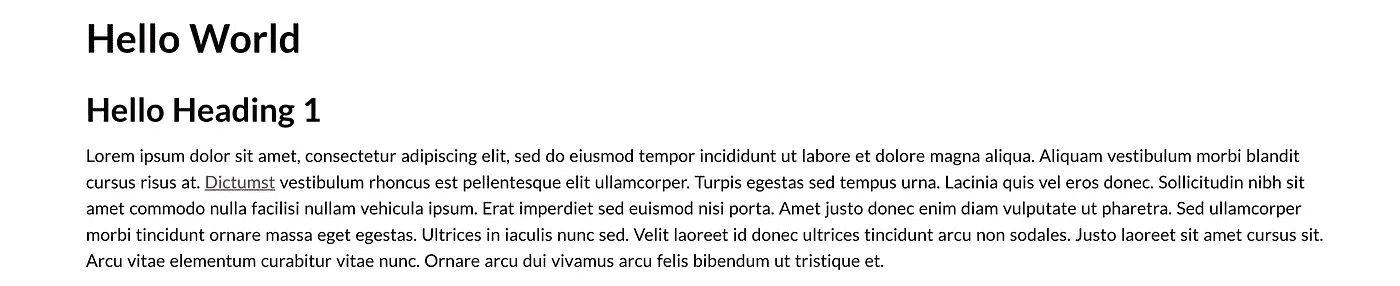 Hello World
Hello Heading 1
Lorem ipsum dolor sit amet, consectetur adipiscing elit, sed do eiusmod tempor incididunt ut labore et dolore magna aliqua. Aliquam vestibulum morbi blandit
cursus risus at. Dictumst vestibulum rhoncus est pellentesque elit ullamcorper. Turpis egestas sed tempus urna. Lacinia quis vel eros donec. Sollicitudin nibh sit
amet commodo nulla facilisi nullam vehicula ipsum. Erat imperdiet sed euismod nisi porta. Amet justo donec enim diam vulputate ut pharetra. Sed ullamcorper
morbi tincidunt ornare massa eget egestas. Ultrices in iaculis nunc sed. Velit laoreet id donec ultrices tincidunt arcu non sodales. Justo laoreet sit amet cursus sit.
Arcu vitae elementum curabitur vitae nunc. Ornare arcu dui vivamus arcu felis bibendum ut tristique et.